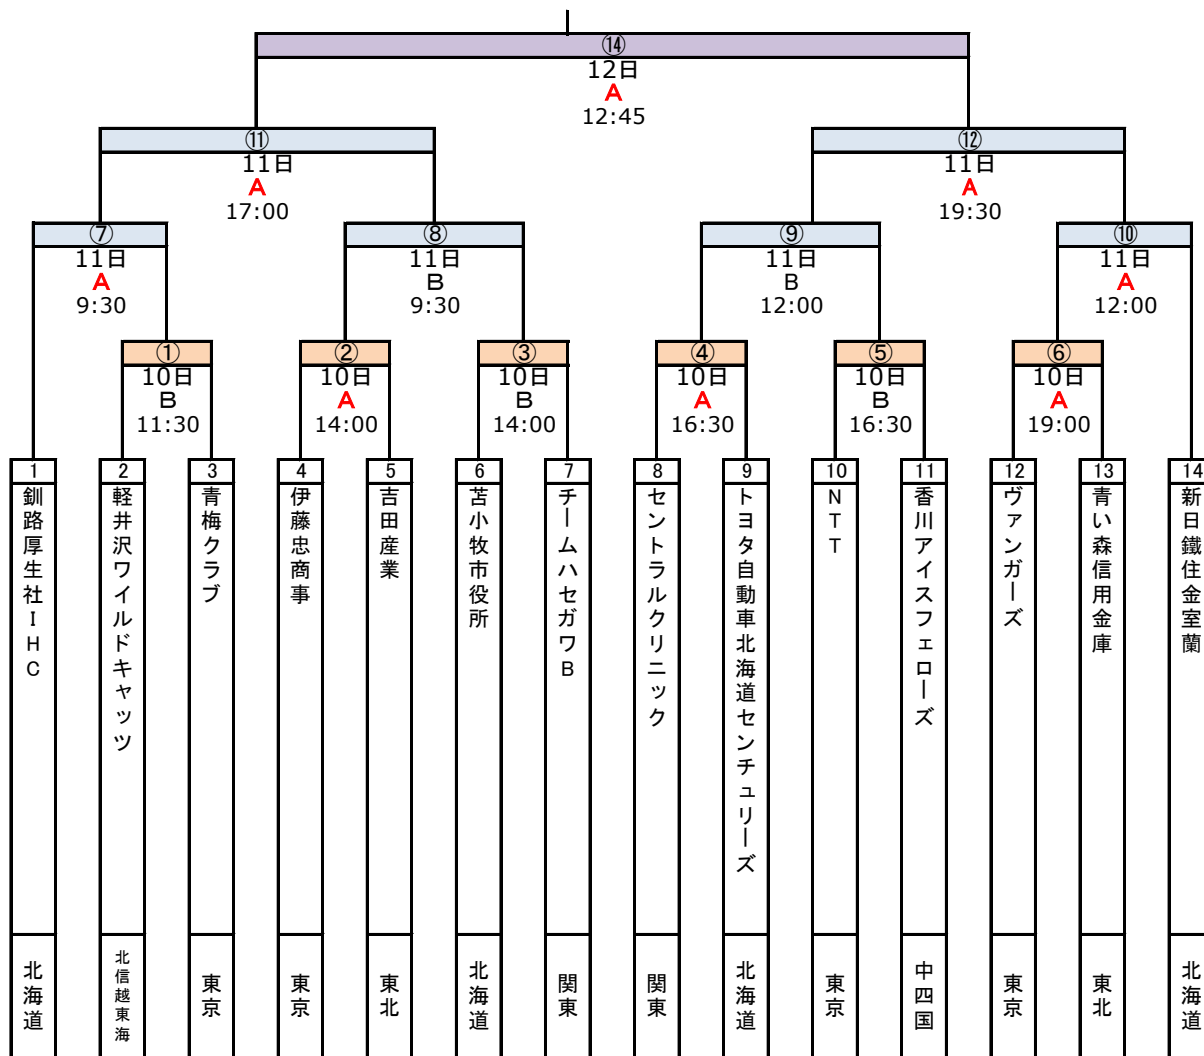 ⑭
12日
A
12:45
⑪
11日
A
17:00
⑫
11日
A
19:30
⑦
11日
A
9:30
⑧
11日
B
9:30
⑨
11日
B
12:00
⑩
11日
A
12:00
①
10日
B
11:30
②
10日
A
14:00
③
10日
B
14:00
④
10日
A
16:30
⑤
10日
B
16:30
⑥
10日
A
19:00
1
釧路厚生社IHC
北海道
2
軽井沢ワイルドキャッツ
北信越東海
3
青梅クラブ
東京
4
伊藤忠商事
東京
5
吉田産業
東北
6
苫小牧市役所
北海道
7
チームハセガワB
関東
8
セントラルクリニック
関東
9
トヨタ自動車北海道センチュリーズ
北海道
10
NTT
東京
11
香川アイスフェローズ
中四国
12
ヴァンガーズ
東京
13
青い森信用金庫
東北
14
新日鐵住金室蘭
北海道